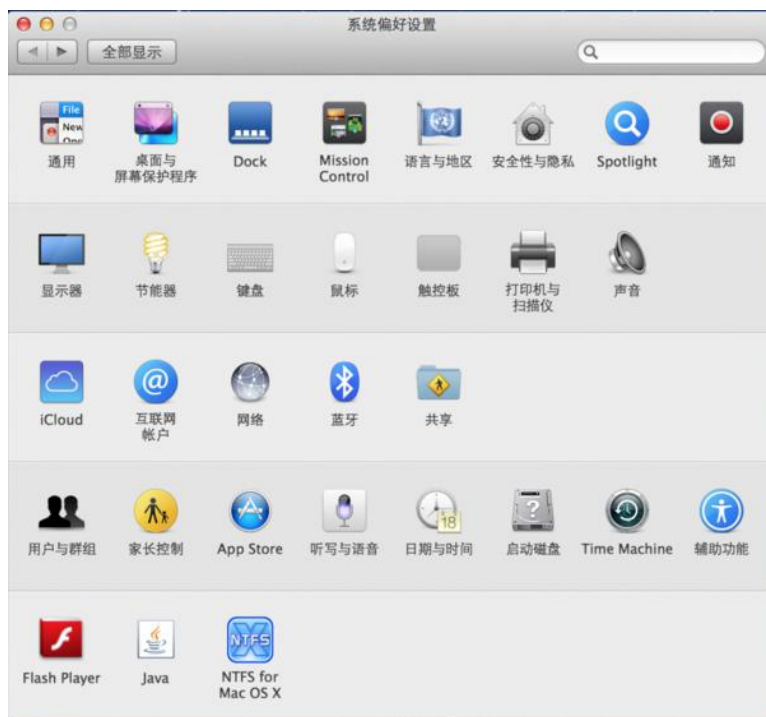 系统偏好设置
全部显示
File
New
通用
桌面与
屏幕保护程序
Dock
Mission
Control
语言与地区
安全性与隐私
Spotlight
通知
显示器
节能器
键盘
鼠标
触控板
打印机与
扫描仪
声音
iCloud
@
互联网
帐户
网络
蓝牙
共享
用户与群组
家长控制
App Store
听写与语音
18
日期与时间
?
启动磁盘
Time Machine
辅助功能
Flash Player
Java
NTFS
NTFS for
Mac OS X